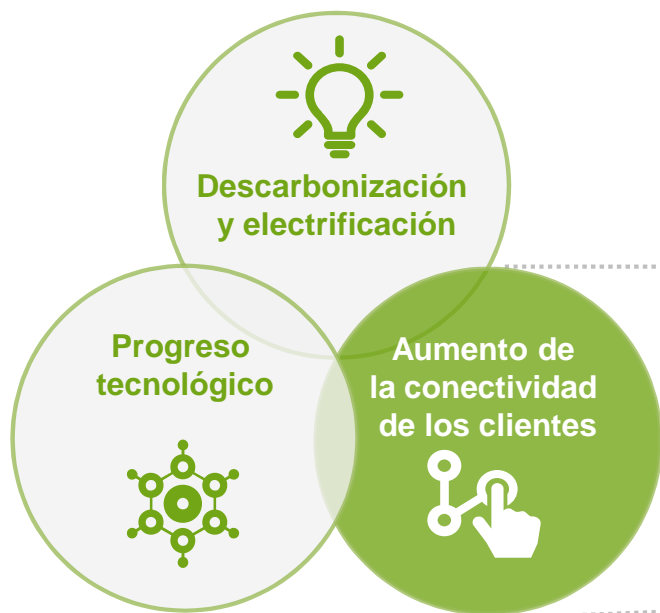 Descarbonización
y electrificación
Progreso
tecnológico
Aumento de
la conectividad
de los clientes